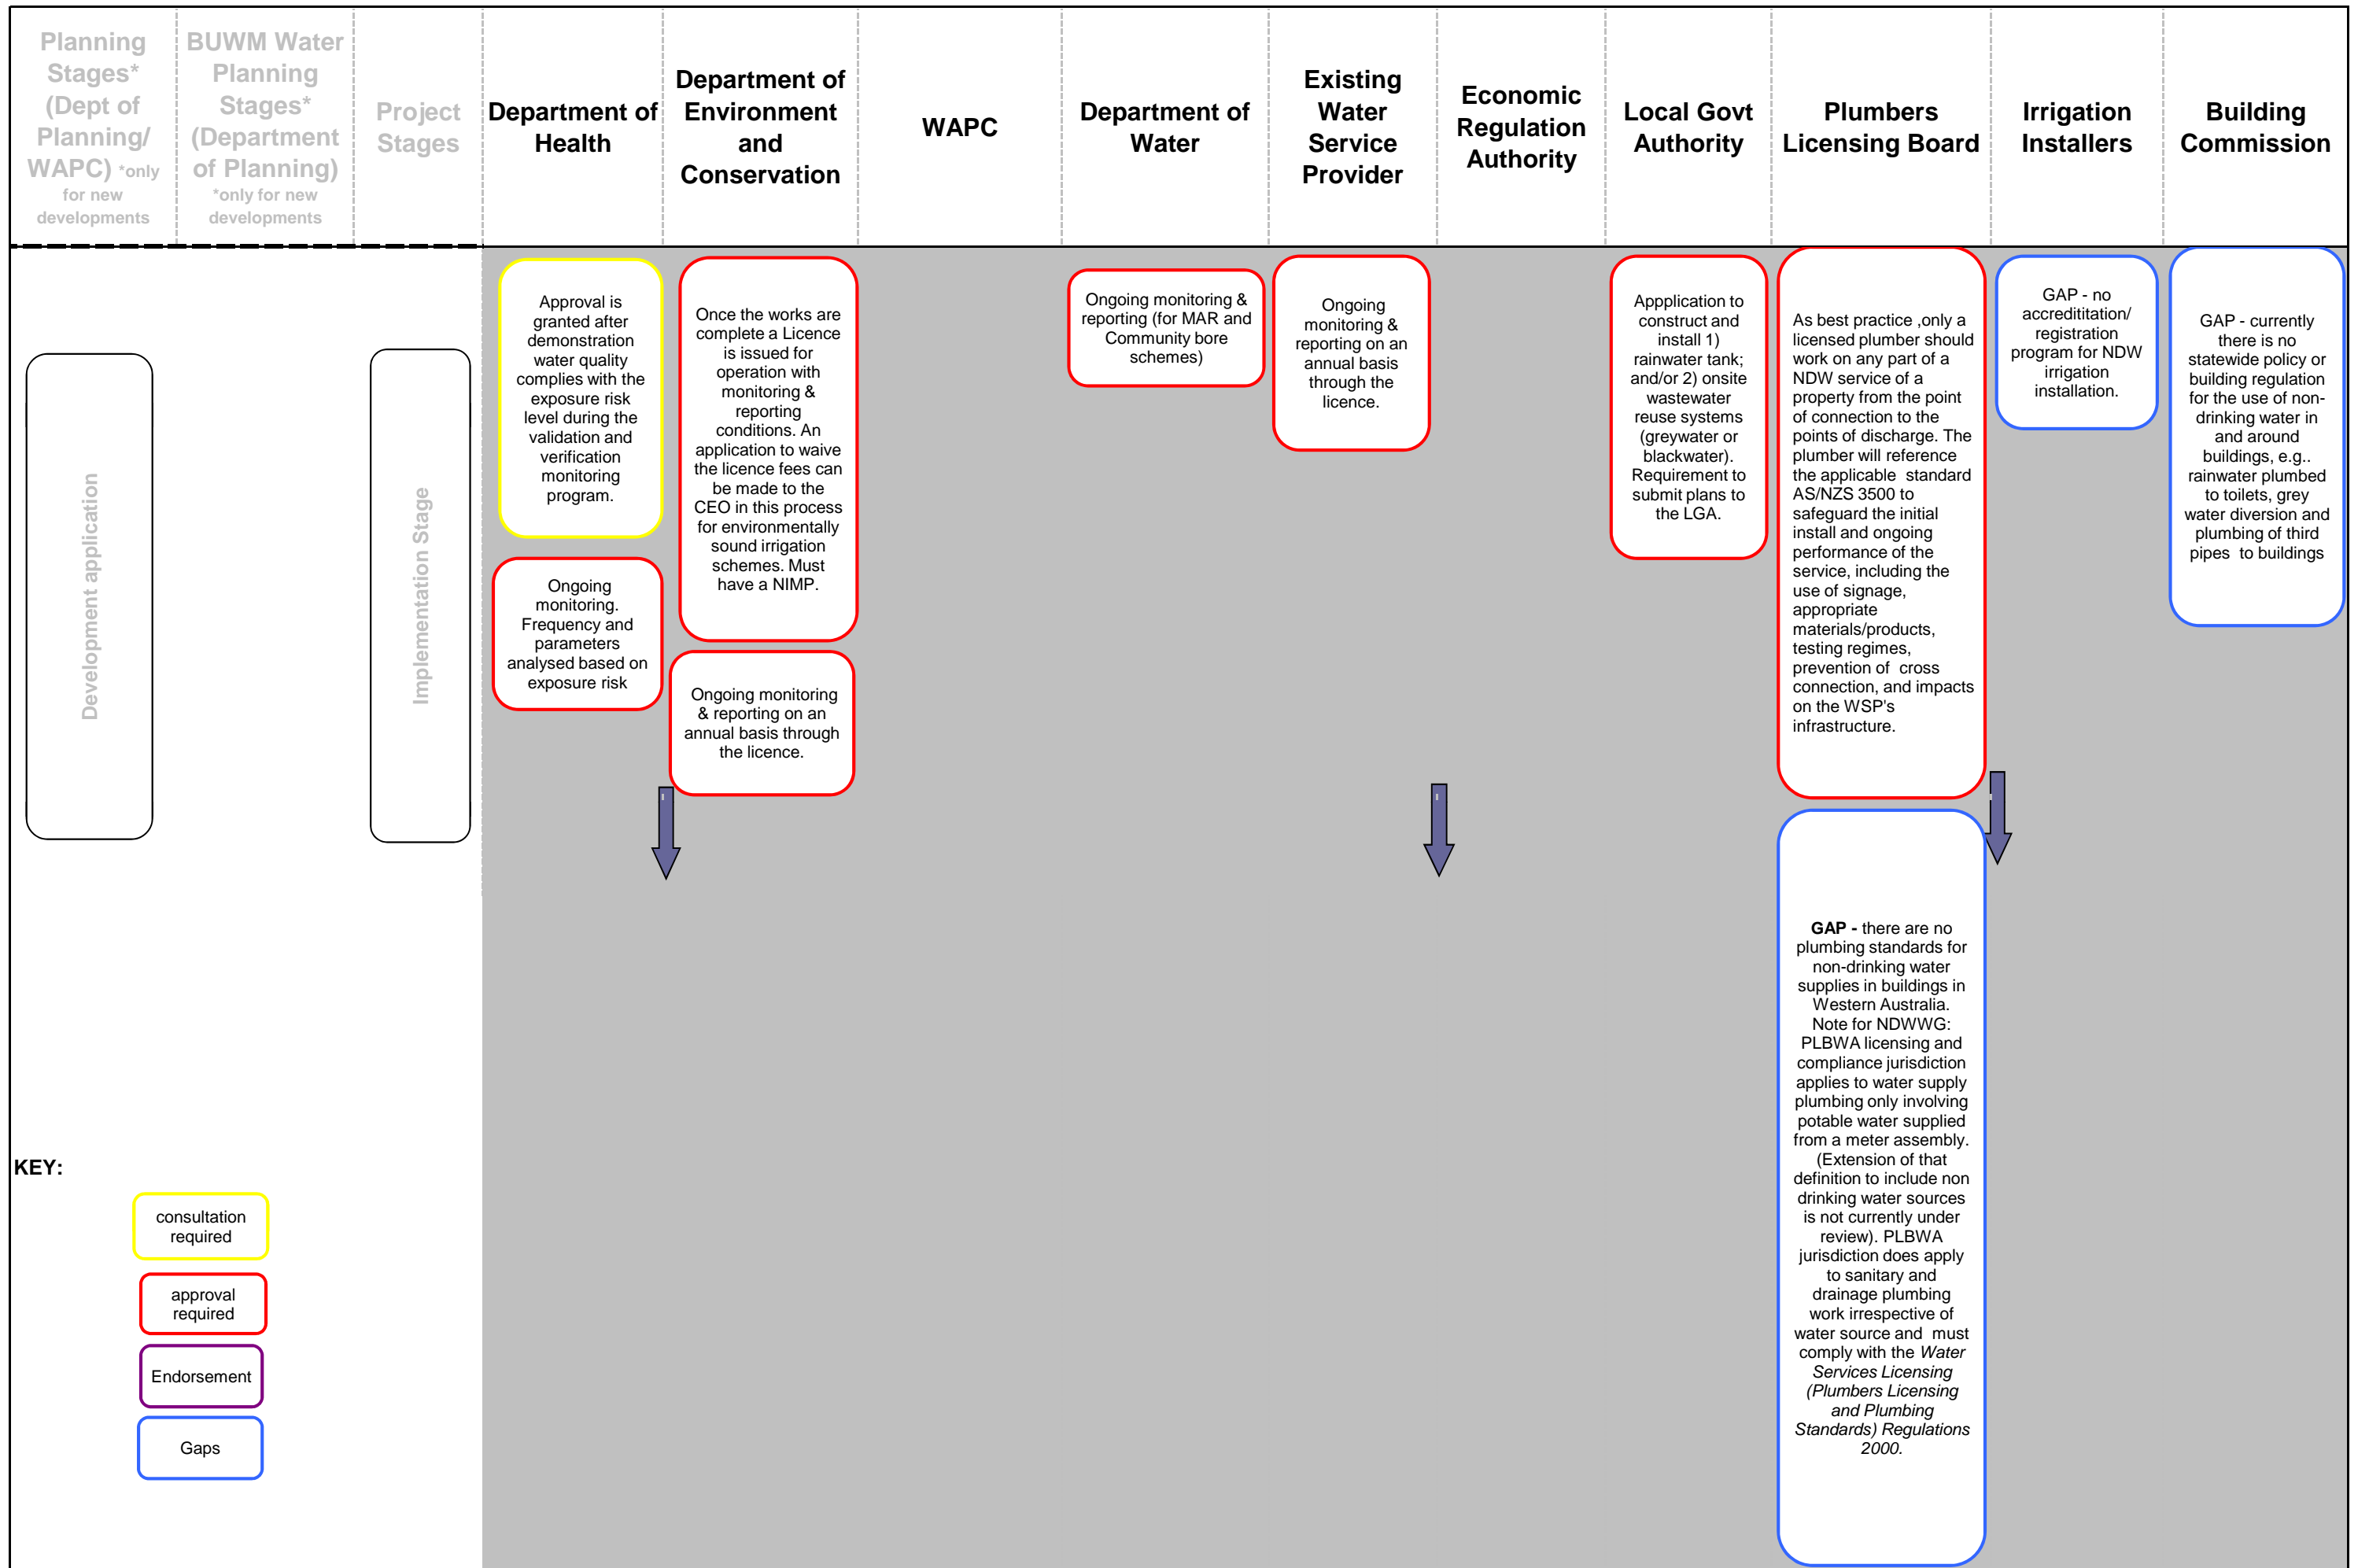 Planning
Stages*
(Dept of
Planning/
WAPC) *only
for new
developments
BUWM Water
Planning
Stages*
(Department
of Planning)
*only for new
developments
Project
Stages
Department of
Health
Department of
Environment
and
Conservation
WAPC
Department of
Water
Existing
Water
Service
Provider
Economic
Regulation
Authority
Local Govt
Authority
Plumbers
Licensing Board
Irrigation
Installers
Building
Commission
Development application
Implementation Stage
Approval is
granted after
demonstration
water quality
complies with the
exposure risk
level during the
validation and
verification
monitoring
program.
Ongoing
monitoring.
Frequency and
parameters
analysed based on
exposure risk
Once the works are
complete a Licence
is issued for
operation with
monitoring &
reporting
conditions. An
application to waive
the licence fees can
be made to the
CEO in this process
for environmentally
sound irrigation
schemes. Must
have a NIMP.
Ongoing monitoring
& reporting on an
annual basis through
the licence.
Ongoing monitoring &
reporting (for MAR and
Community bore
schemes)
Ongoing
monitoring &
reporting on an
annual basis
through the
licence.
Appplication to
construct and
install 1)
rainwater tank;
and/or 2) onsite
wastewater
reuse systems
(greywater or
blackwater).
Requirement to
submit plans to
the LGA.
As best practice ,only a
licensed plumber should
work on any part of a
NDW service of a
property from the point
of connection to the
points of discharge. The
plumber will reference
the applicable standard
AS/NZS 3500 to
safeguard the initial
install and ongoing
performance of the
service, including the
use of signage,
appropriate
materials/products,
testing regimes,
prevention of cross
connection, and impacts
on the WSP's
infrastructure.
GAP - there are no
plumbing standards for
non-drinking water
supplies in buildings in
Western Australia.
Note for NDWWG:
PLBWA licensing and
compliance jurisdiction
applies to water supply
plumbing only involving
potable water supplied
from a meter assembly.
(Extension of that
definition to include non
drinking water sources
is not currently under
review). PLBWA
jurisdiction does apply
to sanitary and
drainage plumbing
work irrespective of
water source and must
comply with the Water
Services Licensing
(Plumbers Licensing
and Plumbing
Standards) Regulations
2000.
GAP - no
accredititation/
registration
program for NDW
irrigation
installation.
GAP - currently
there is no
statewide policy or
building regulation
for the use of non-
drinking water in
and around
buildings, e.g..
rainwater plumbed
to toilets, grey
water diversion and
plumbing of third
pipes to buildings
KEY:
consultation
required
approval
required
Endorsement
Gaps